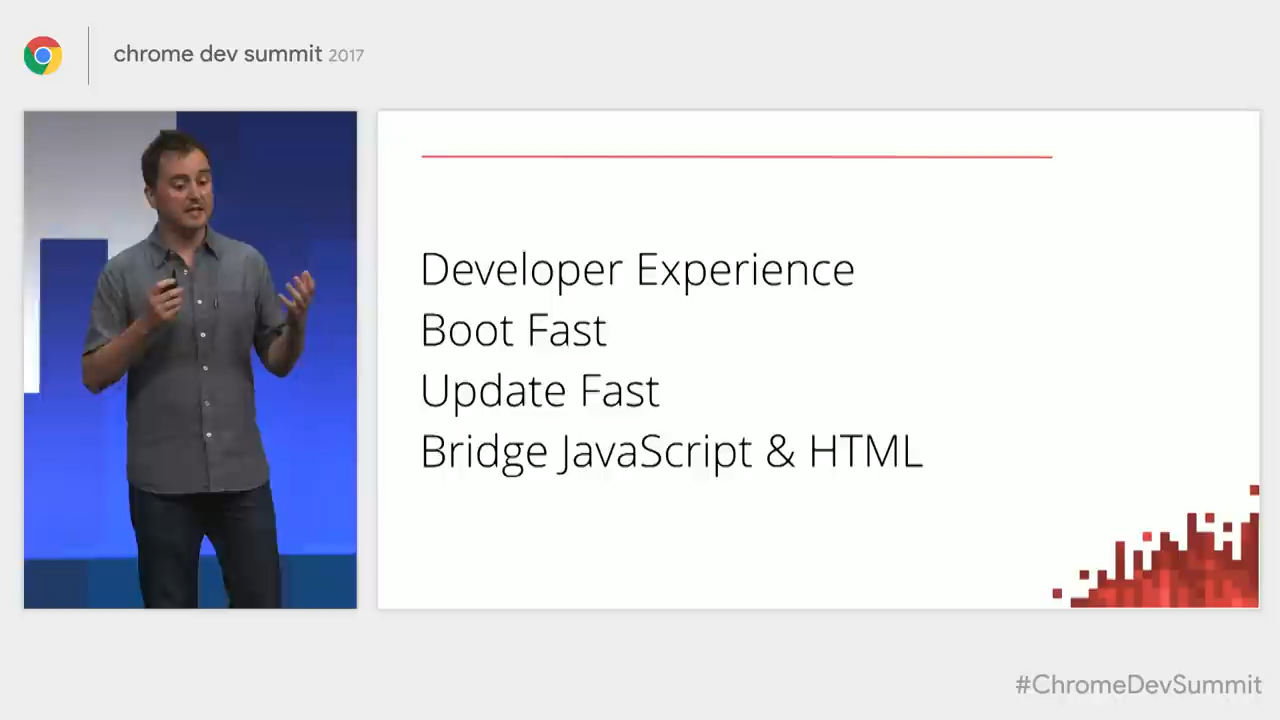 chrome dev summit 2017
Developer Experience
Boot Fast
Update Fast
Bridge JavaScript & HTML
#ChromeDevSummit